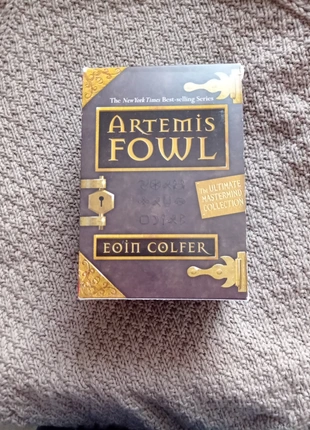 The New York Times Best-selling Series
ARTEMIS
FOWL
The ULTIMATE
MASTERMIND
COLLECTION
EOIN COLFER